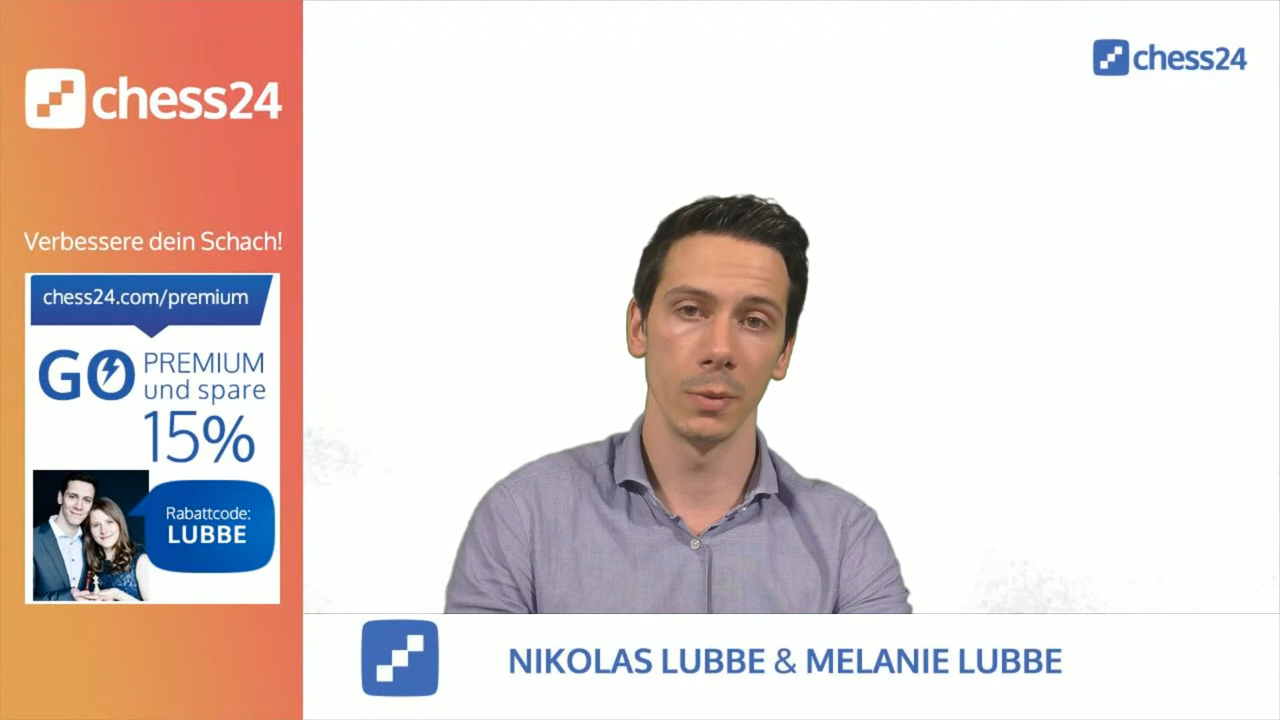 chess24
Verbessere dein Schach!
chess24.com/premium
GO PREMIUM
und spare
15%
Rabattcode:
LUBBE
chess24
NIKOLAS LUBBE & MELANIE LUBBE